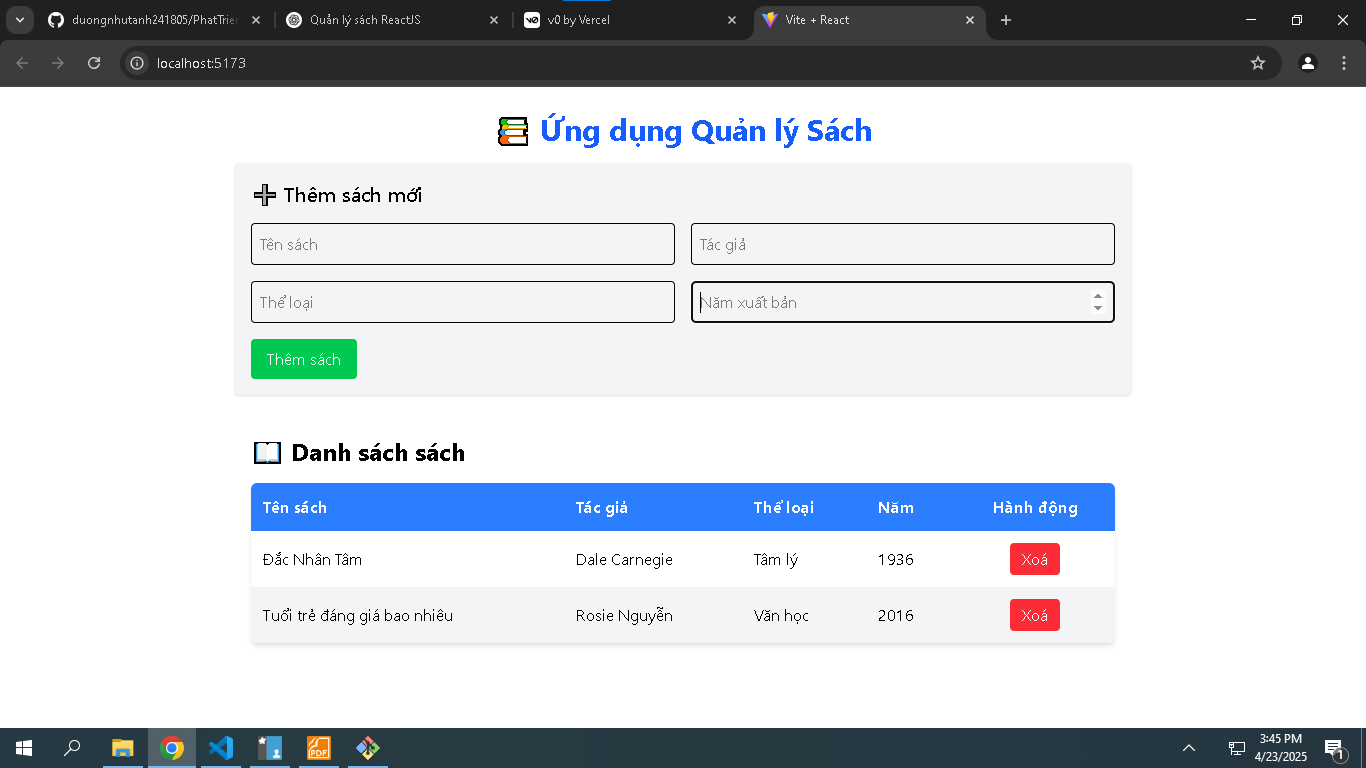 duongnhutanh241805/PhatTrien
Quản lý sách ReactJS
v0 by Vercel
Vite + React
localhost:5173
📚 Ứng dụng Quản lý Sách
➕ Thêm sách mới
Tên sách
Tác giả
Thể loại
Năm xuất bản
Thêm sách
📖 Danh sách sách
Tên sách Tác giả Thể loại Năm Hành động
Đắc Nhân Tâm Dale Carnegie Tâm lý 1936 Xoá
Tuổi trẻ đáng giá bao nhiêu Rosie Nguyễn Văn học 2016 Xoá
PDF
3:45 PM
4/23/2025
1